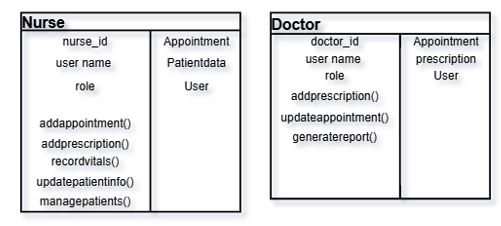 Nurse
nurse_id Appointment
user name Patientdata
role User
addappointment()
addprescription()
recordvitals()
updatepatientinfo()
managepatients()
Doctor
doctor_id Appointment
user name prescription
role User
addprescription()
updateappointment()
generatereport()